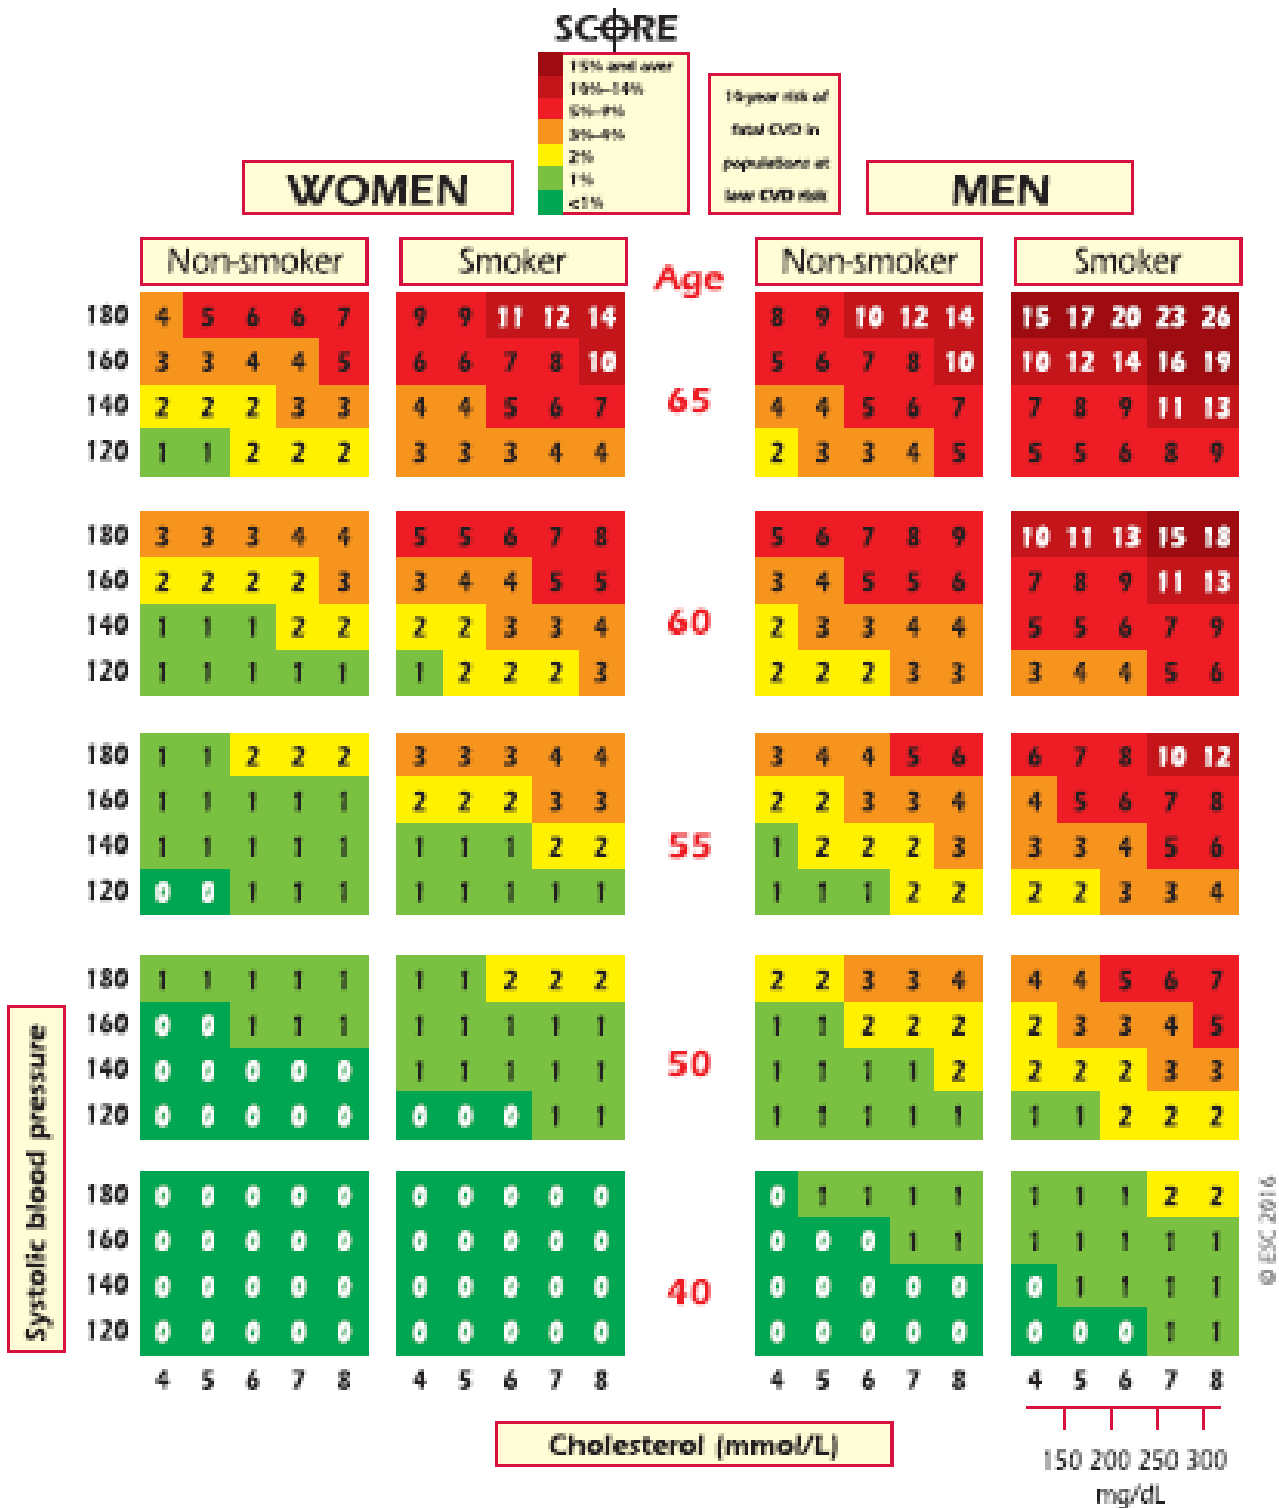 SCORE
15% and over
10%–14%
5%–9%
3%–4%
2%
1%
<1%
10-year risk of
fatal CVD in
populations at
low CVD risk
WOMEN
MEN
Non-smoker Smoker Age Non-smoker Smoker
180 4 5 6 6 7 9 9 11 12 14 8 9 10 12 14 15 17 20 23 26
160 3 3 4 4 5 6 6 7 8 10 5 6 7 8 10 10 12 14 16 19
65
140 2 2 2 3 3 4 4 5 6 7 4 4 5 6 7 7 8 9 11 13
120 1 1 2 2 2 3 3 3 4 4 2 3 3 4 5 5 5 6 8 9
180 3 3 3 4 4 5 5 6 7 8 5 6 7 8 9 10 11 13 15 18
160 2 2 2 2 3 3 4 4 5 5 3 4 5 5 6 7 8 9 11 13
60
140 1 1 1 2 2 2 2 3 3 4 2 3 3 4 4 5 5 6 7 9
120 1 1 1 1 1 1 2 2 2 3 2 2 2 3 3 3 4 4 5 6
180 1 1 2 2 2 3 3 3 4 4 3 4 4 5 6 6 7 8 10 12
160 1 1 1 1 1 2 2 2 3 3 2 2 3 3 4 4 5 6 7 8
55
140 1 1 1 1 1 1 1 1 2 2 1 2 2 2 3 3 3 4 5 6
120 0 0 1 1 1 1 1 1 1 1 1 1 1 2 2 2 2 3 3 4
180 1 1 1 1 1 1 1 2 2 2 2 2 3 3 4 4 4 5 6 7
160 0 0 1 1 1 1 1 1 1 1 1 1 2 2 2 2 3 3 4 5
50
140 0 0 0 0 0 1 1 1 1 1 1 1 1 1 2 2 2 2 3 3
120 0 0 0 0 0 0 0 0 1 1 1 1 1 1 1 1 1 2 2 2
180 0 0 0 0 0 0 0 0 0 0 0 1 1 1 1 1 1 1 2 2
160 0 0 0 0 0 0 0 0 0 0 0 0 0 1 1 1 1 1 1 1
40
140 0 0 0 0 0 0 0 0 0 0 0 0 0 0 0 0 1 1 1 1
120 0 0 0 0 0 0 0 0 0 0 0 0 0 0 0 0 0 0 1 1
4 5 6 7 8 4 5 6 7 8 4 5 6 7 8 4 5 6 7 8
Systolic blood pressure
Cholesterol (mmol/L)
150 200 250 300
mg/dL
© ESC 2016